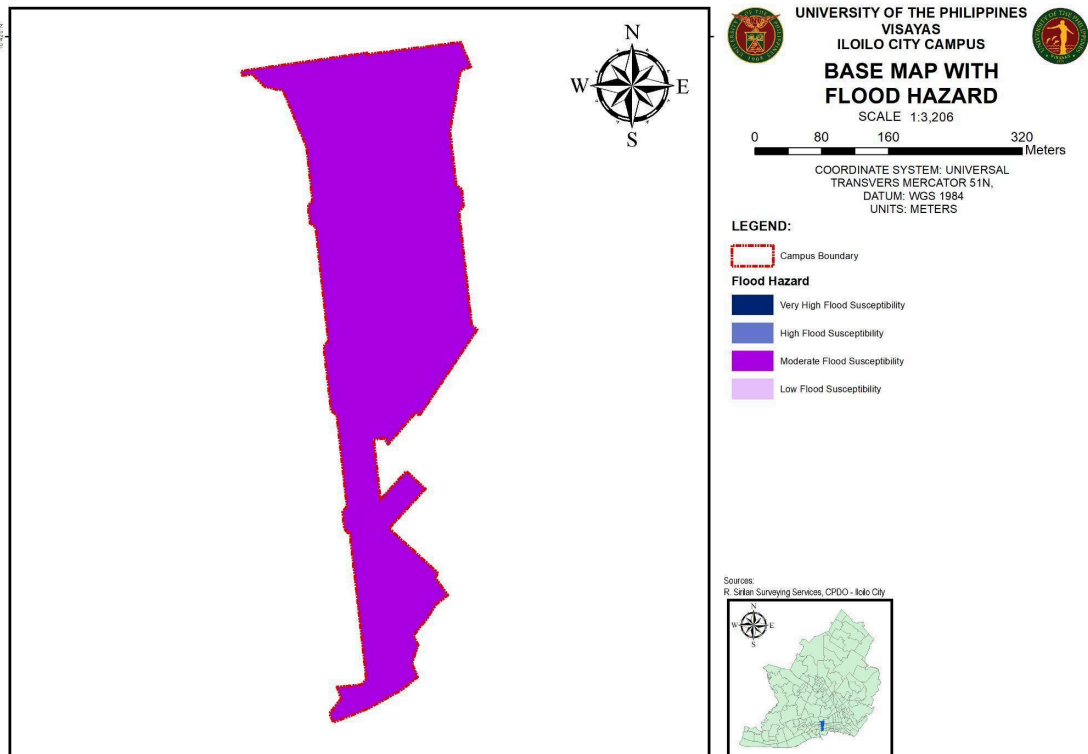 UNIVERSITY OF THE PHILIPPINES
VISAYAS
ILOILO CITY CAMPUS
BASE MAP WITH
FLOOD HAZARD
SCALE 1:3,206
0 80 160 320
Meters
COORDINATE SYSTEM: UNIVERSAL
TRANSVERS MERCATOR 51N,
DATUM: WGS 1984
UNITS: METERS
LEGEND:
Campus Boundary
Flood Hazard
Very High Flood Susceptibility
High Flood Susceptibility
Moderate Flood Susceptibility
Low Flood Susceptibility
N
W E
S
Sources:
R. Sirilan Surveying Services, CPDO - Iloilo City
N
W E
S